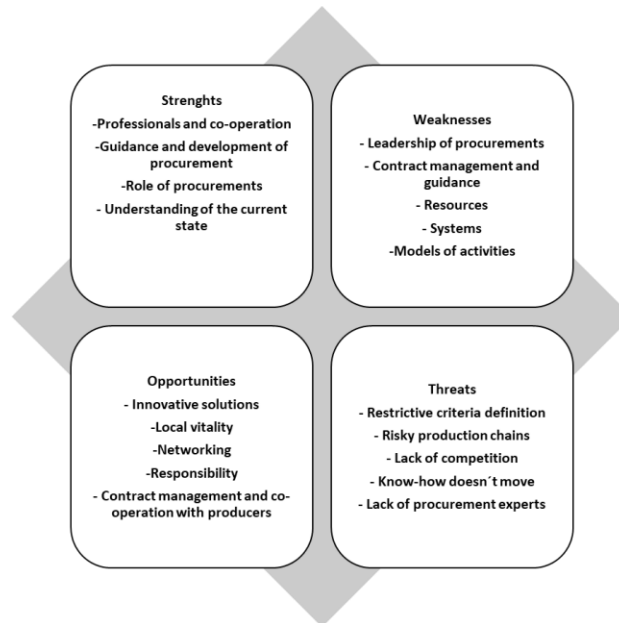 Strenghts
-Professionals and co-operation
-Guidance and development of
procurement
-Role of procurements
- Understanding of the current
state
Weaknesses
- Leadership of procurements
- Contract management and
guidance
- Resources
- Systems
-Models of activities
Opportunities
- Innovative solutions
-Local vitality
-Networking
-Responsibility
- Contract management and co-
operation with producers
Threats
- Restrictive criteria definition
- Risky production chains
- Lack of competition
- Know-how doesn´t move
- Lack of procurement experts